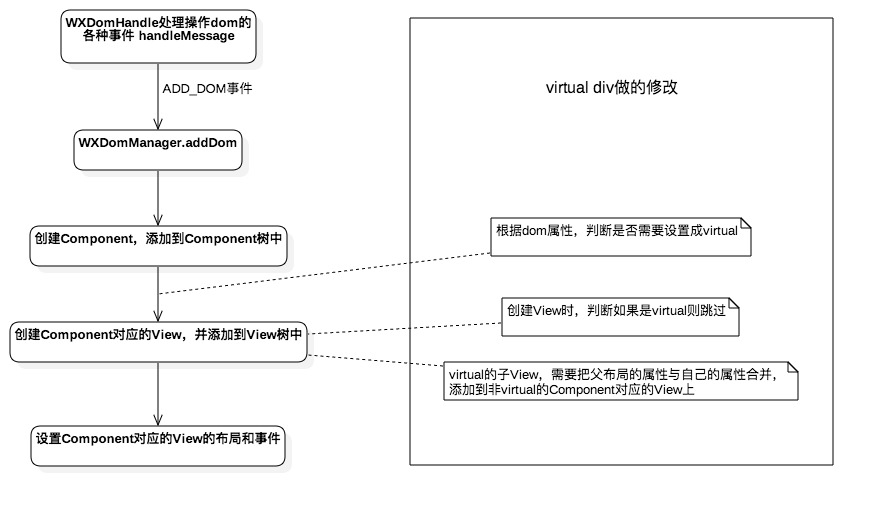 WXDomHandle处理操作dom的
各种事件 handleMessage
ADD_DOM事件
WXDomManager.addDom
创建Component，添加到Component树中
创建Component对应的View，并添加到View树中
设置Component对应的View的布局和事件
virtual div做的修改
根据dom属性，判断是否需要设置成virtual
创建View时，判断如果是virtual则跳过
virtual的子View，需要把父布局的属性与自己的属性合并，
添加到非virtual的Component对应的View上